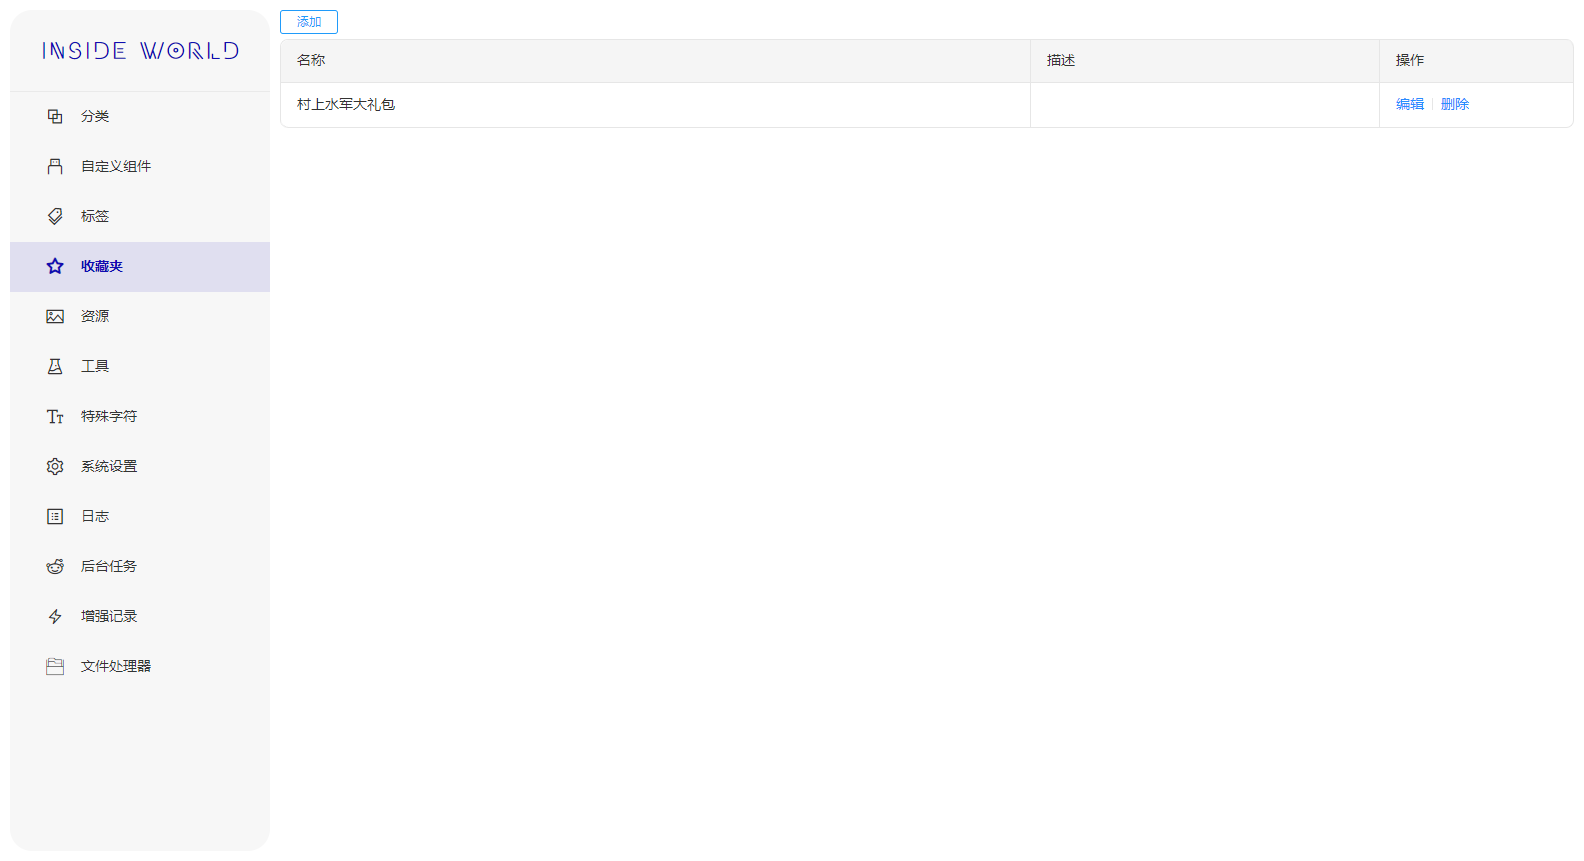 INSIDE WORLD
分类
自定义组件
标签
收藏夹
资源
工具
特殊字符
系统设置
日志
后台任务
增强记录
文件处理器
添加
名称 描述 操作
村上水军大礼包 编辑 删除